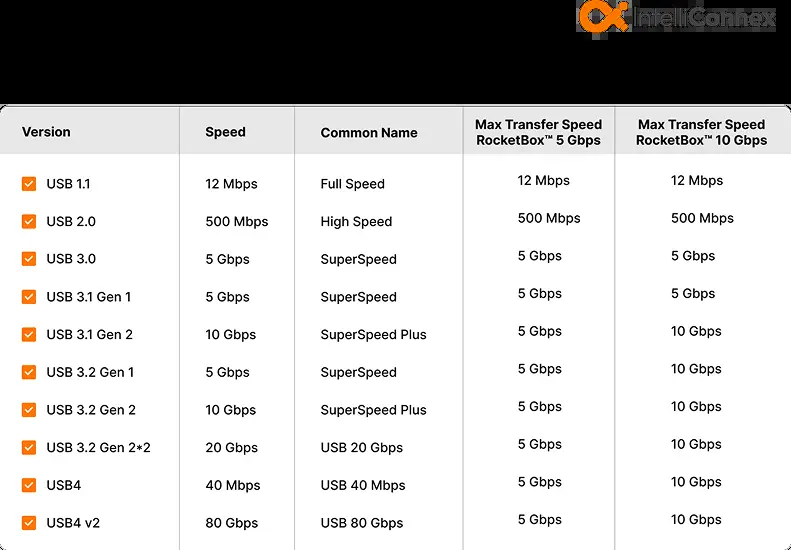 IntelliConnex
Version Speed Common Name Max Transfer Speed RocketBox™ 5 Gbps Max Transfer Speed RocketBox™ 10 Gbps
USB 1.1 12 Mbps Full Speed 12 Mbps 12 Mbps
USB 2.0 500 Mbps High Speed 500 Mbps 500 Mbps
USB 3.0 5 Gbps SuperSpeed 5 Gbps 5 Gbps
USB 3.1 Gen 1 5 Gbps SuperSpeed 5 Gbps 5 Gbps
USB 3.1 Gen 2 10 Gbps SuperSpeed Plus 5 Gbps 10 Gbps
USB 3.2 Gen 1 5 Gbps SuperSpeed 5 Gbps 10 Gbps
USB 3.2 Gen 2 10 Gbps SuperSpeed Plus 5 Gbps 10 Gbps
USB 3.2 Gen 2*2 20 Gbps USB 20 Gbps 5 Gbps 10 Gbps
USB4 40 Mbps USB 40 Mbps 5 Gbps 10 Gbps
USB4 v2 80 Gbps USB 80 Gbps 5 Gbps 10 Gbps